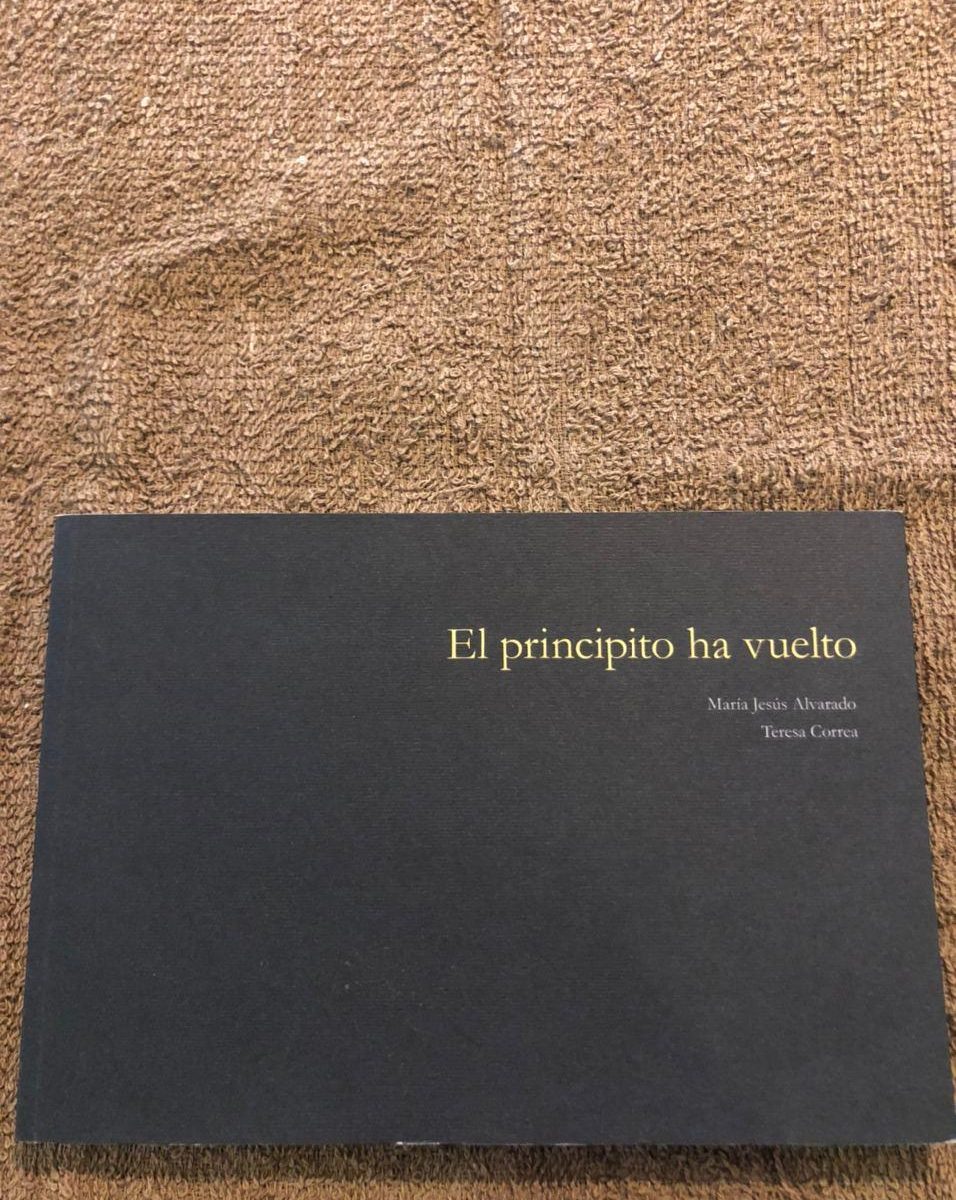 El principito ha vuelto
María Jesús Alvarado
Teresa Correa